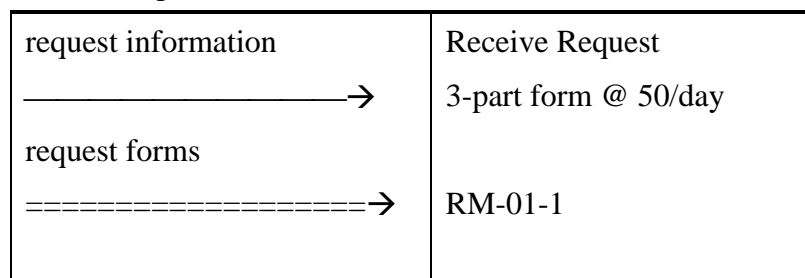 request information
Receive Request
———————————→
3-part form @ 50/day
request forms
===================→
RM-01-1